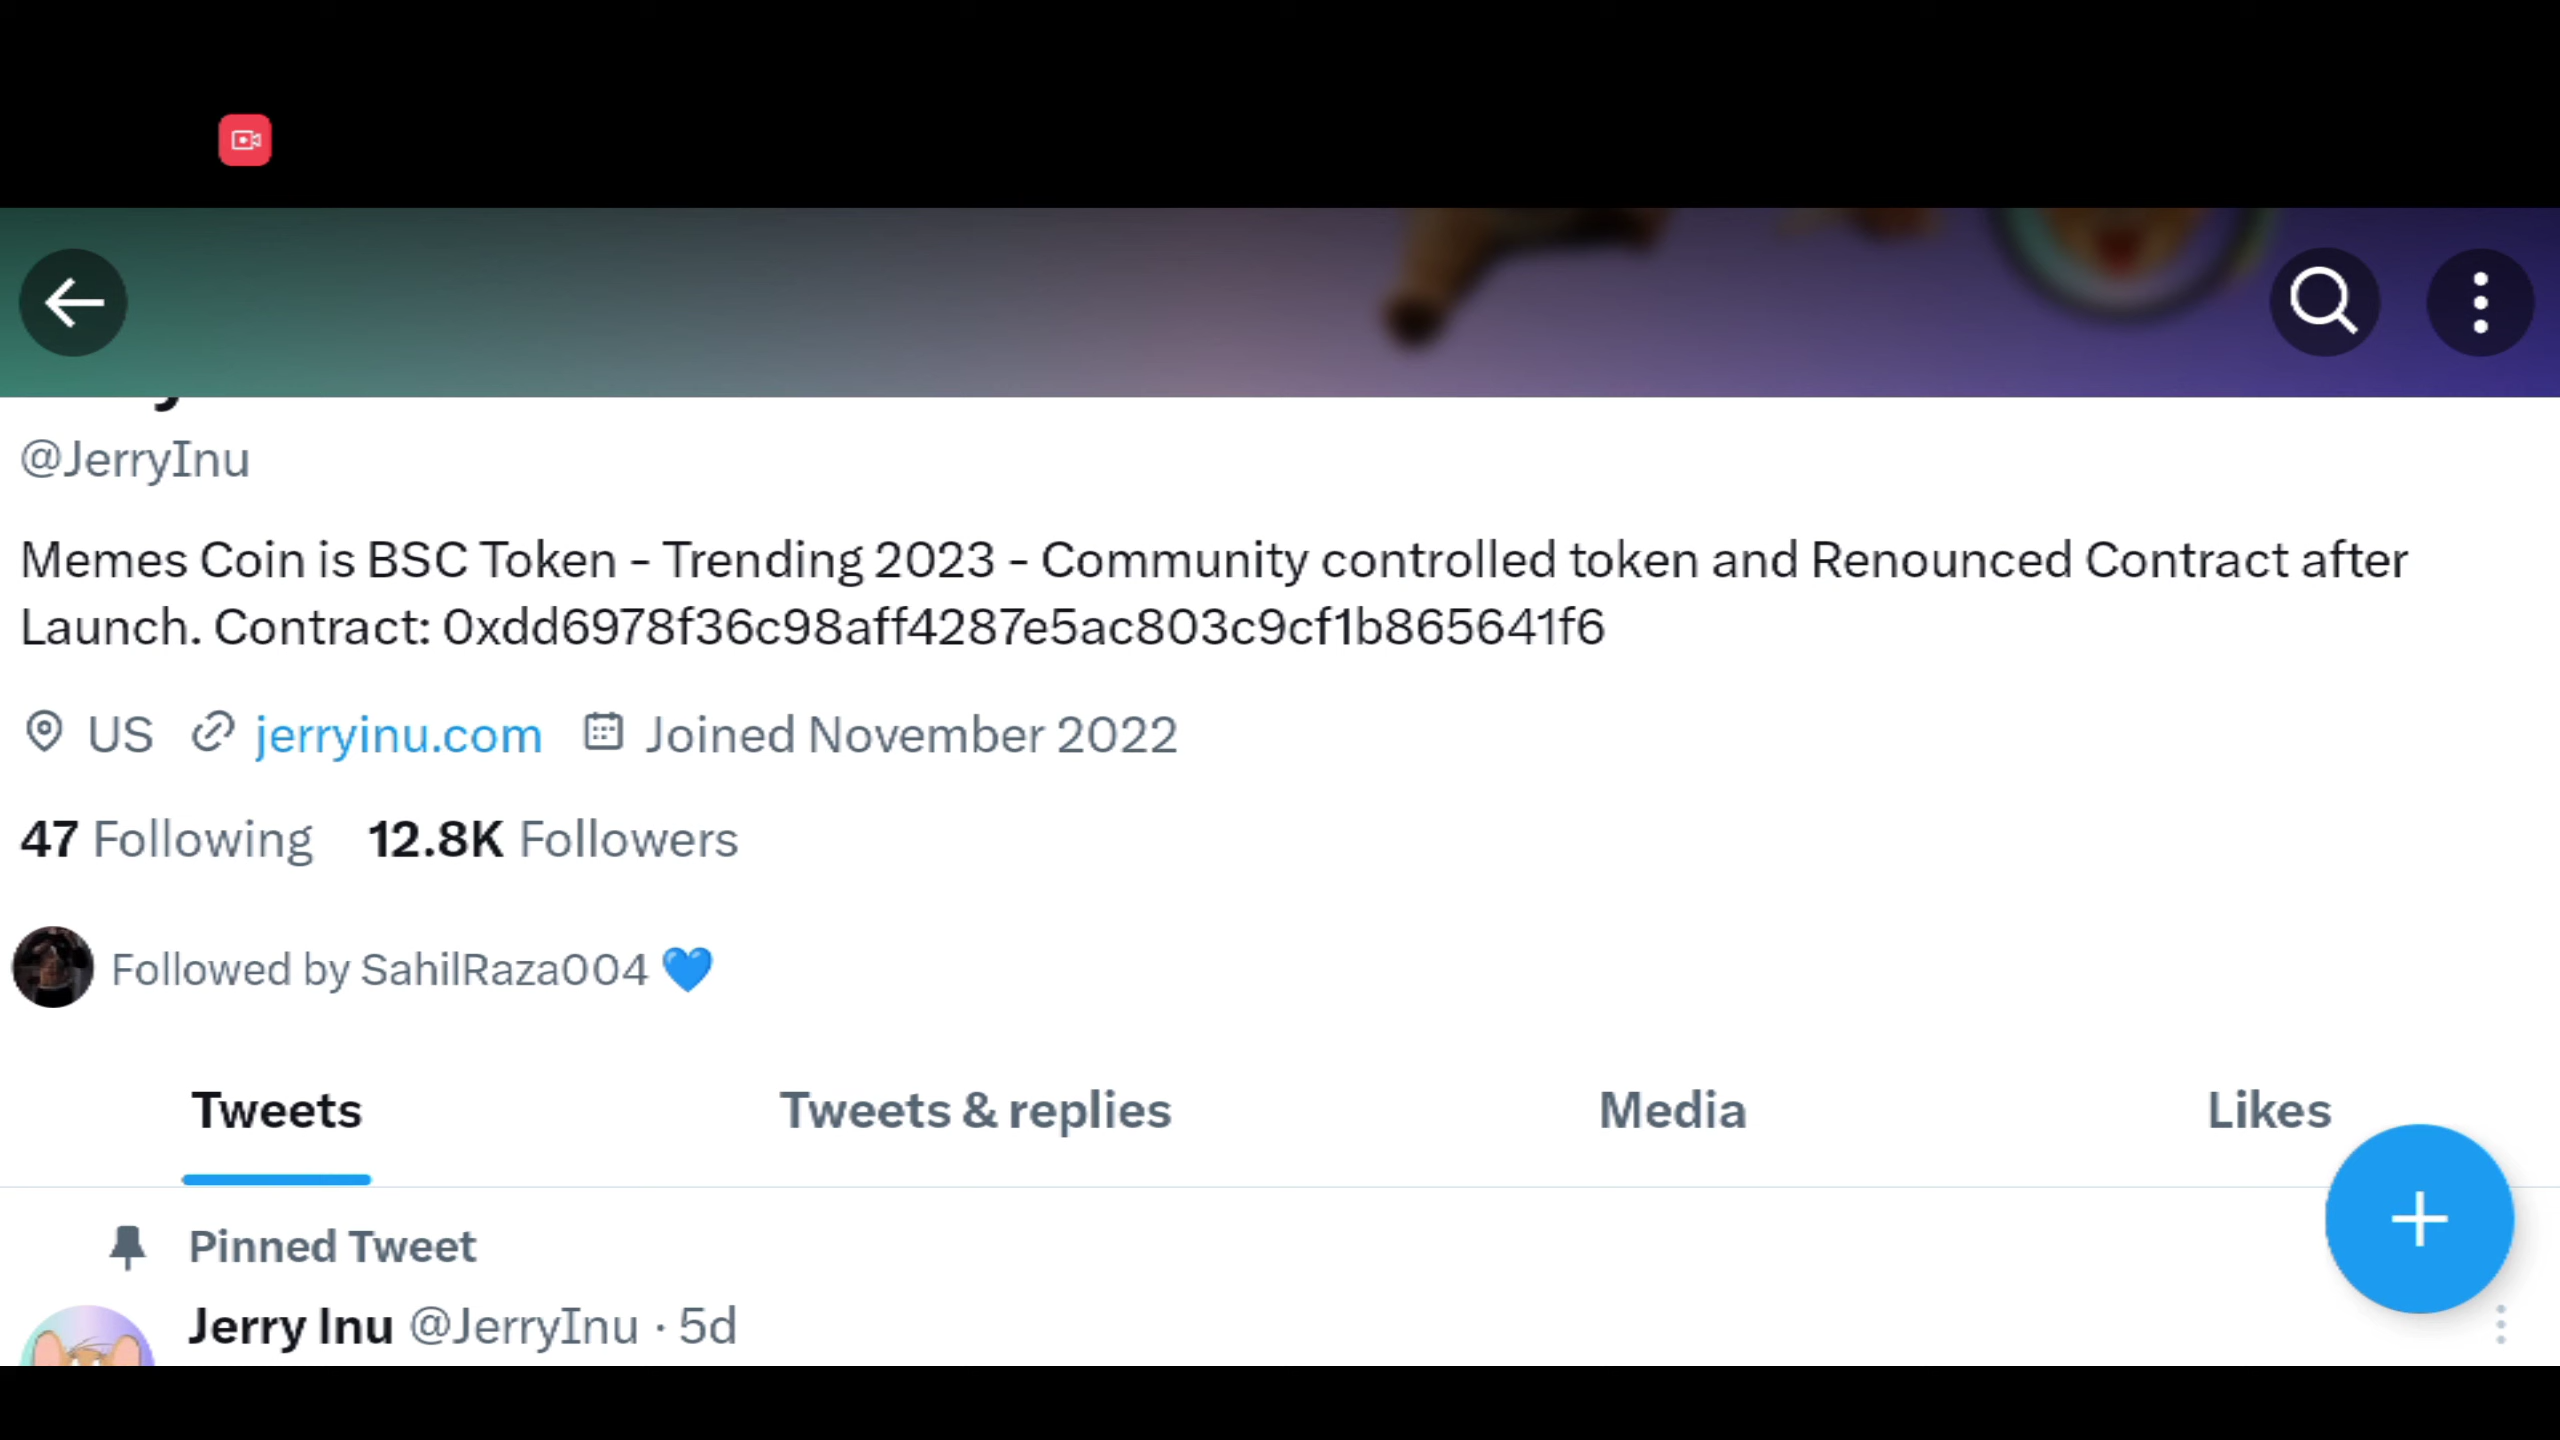 @JerryInu
Memes Coin is BSC Token - Trending 2023 - Community controlled token and Renounced Contract after
Launch. Contract: 0xdd6978f36c98aff4287e5ac803c9cf1b865641f6
US jerryinu.com Joined November 2022
47 Following 12.8K Followers
Followed by SahilRaza004 💙
Tweets Tweets & replies Media Likes
Pinned Tweet
Jerry Inu @JerryInu · 5d